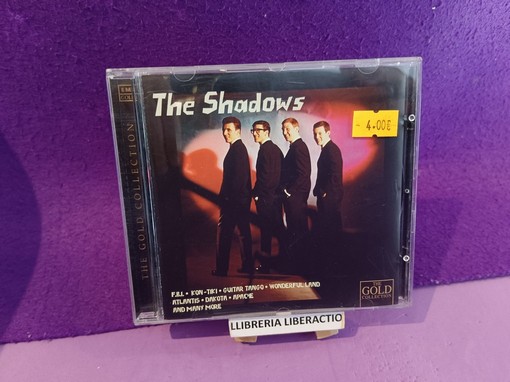 The Shadows
- 4.00€
THE GOLD COLLECTION
EMI
F.B.I. • KON-TIKI • GUITAR TANGO • WONDERFUL LAND
ATLANTIS • DAKOTA • APACHE
AND MANY MORE
THE
GOLD
COLLECTION
LLIBRERIA LIBERACTIO